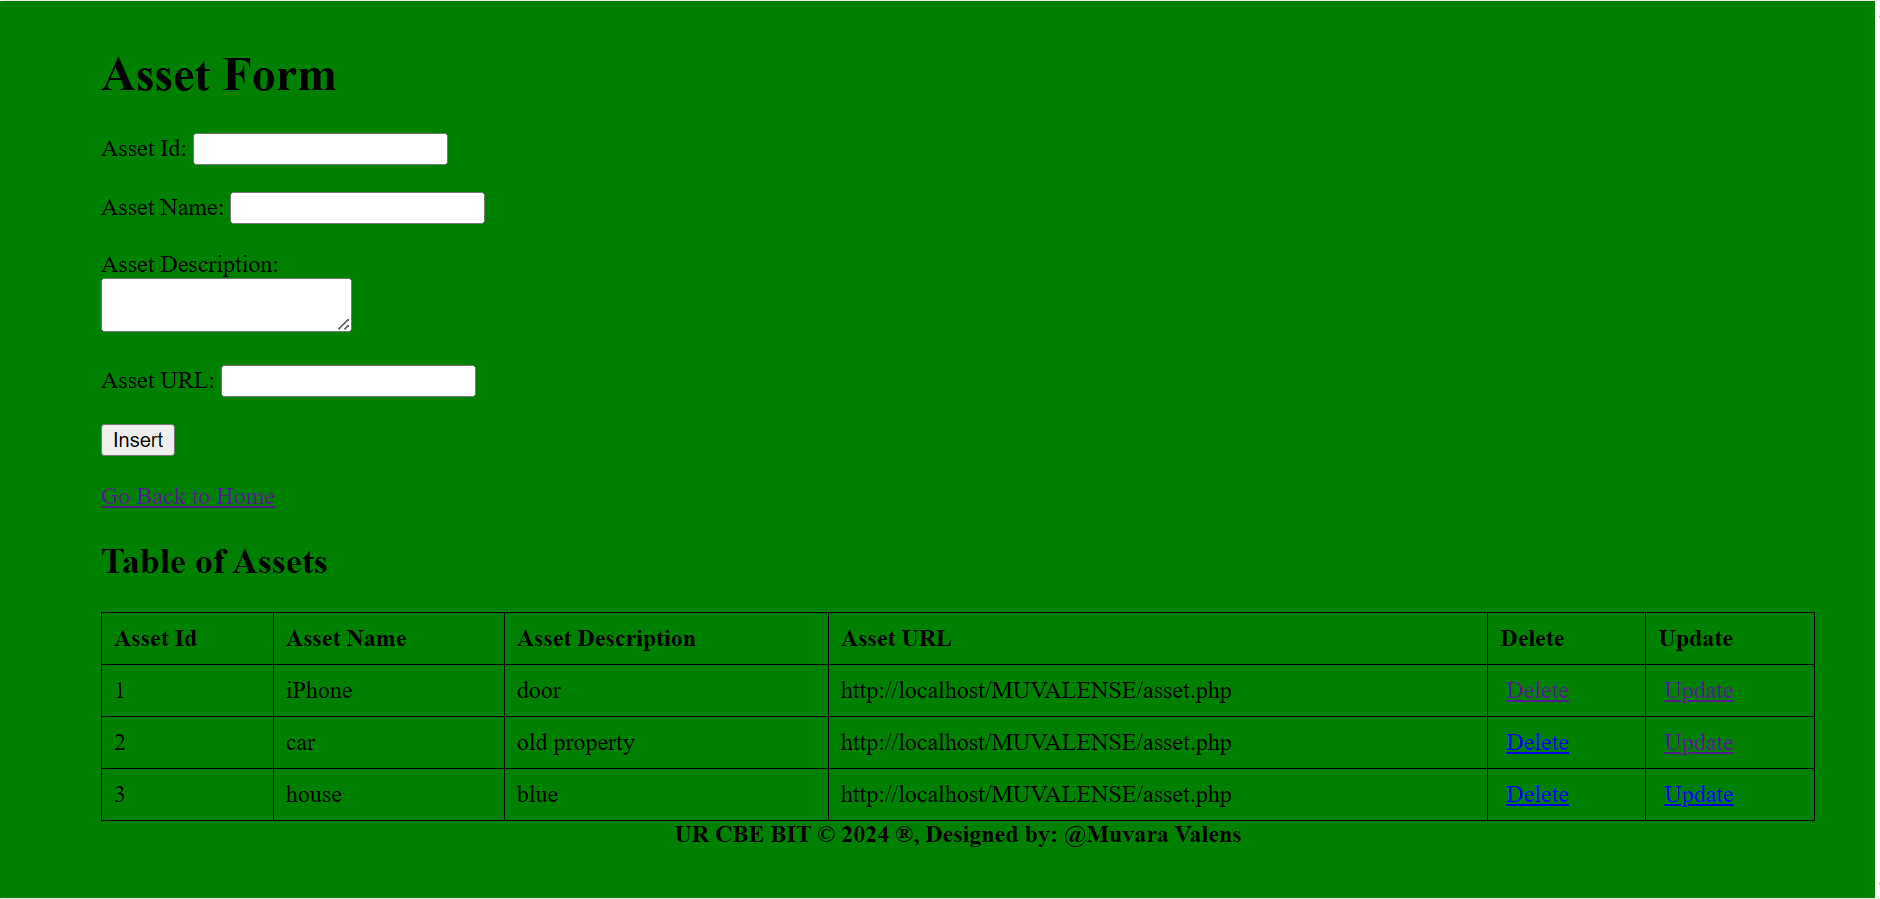 Asset Form
Asset Id:
Asset Name:
Asset Description:
Asset URL:
Insert
Go Back to Home
Table of Assets
Asset Id Asset Name Asset Description Asset URL Delete Update
1 iPhone door http://localhost/MUVALENSE/asset.php Delete Update
2 car old property http://localhost/MUVALENSE/asset.php Delete Update
3 house blue http://localhost/MUVALENSE/asset.php Delete Update
UR CBE BIT © 2024 ®, Designed by: @Muvara Valens